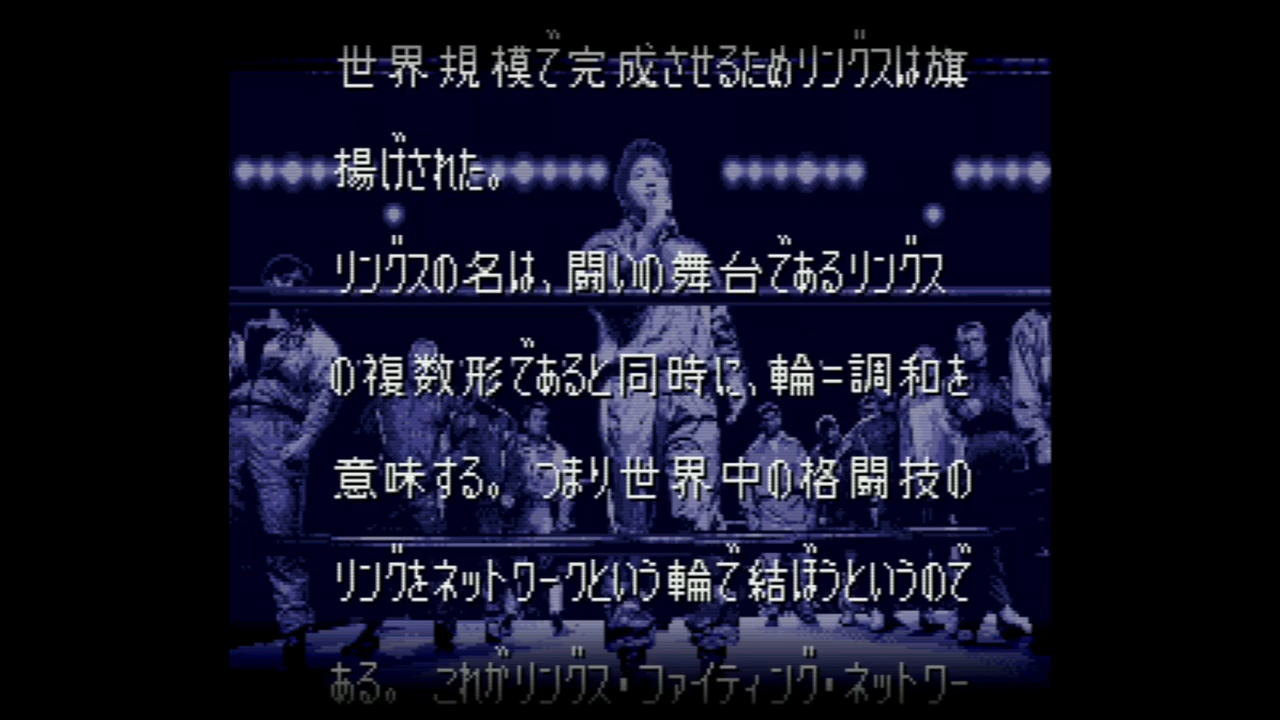 世界規模で完成させるためリングスは旗
揚げされた。
リングスの名は、闘いの舞台であるリングス
の複数形であると同時に、輪=調和を
意味する。 つまり世界中の格闘技の
リングをネットワークという輪で結ぼうというので
ある。 これがリングス・ファイティング・ネットワー